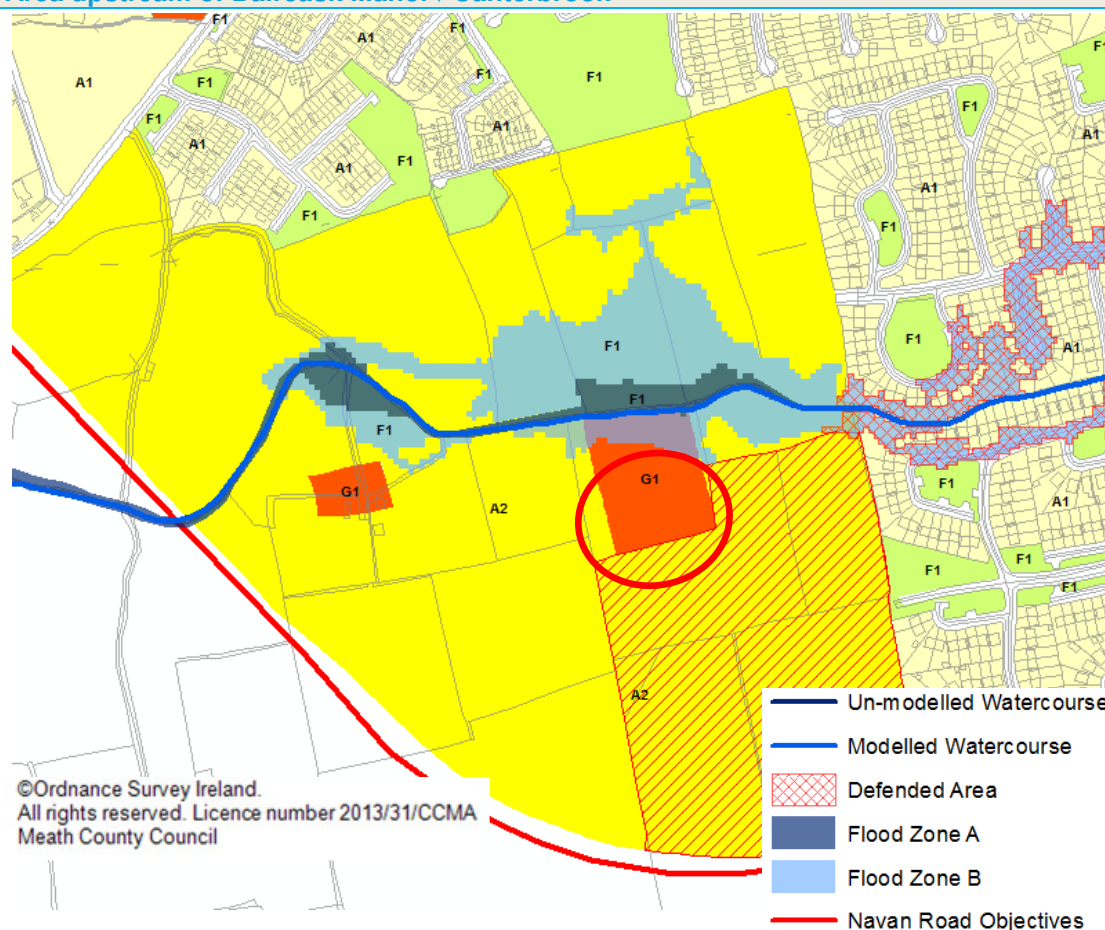 F1
A1
F1
A1
F1
F1
F1
A1
F1
A1
F1
A1
F1
A1
A1
F1
F1
F1
A1
F1
F1
F1
G1
G1
A2
F1
A1
F1
F1
F1
A2
Un-modelled Watercourse
Modelled Watercourse
Defended Area
Flood Zone A
Flood Zone B
Navan Road Objectives
©Ordnance Survey Ireland.
All rights reserved. Licence number 2013/31/CCMA
Meath County Council